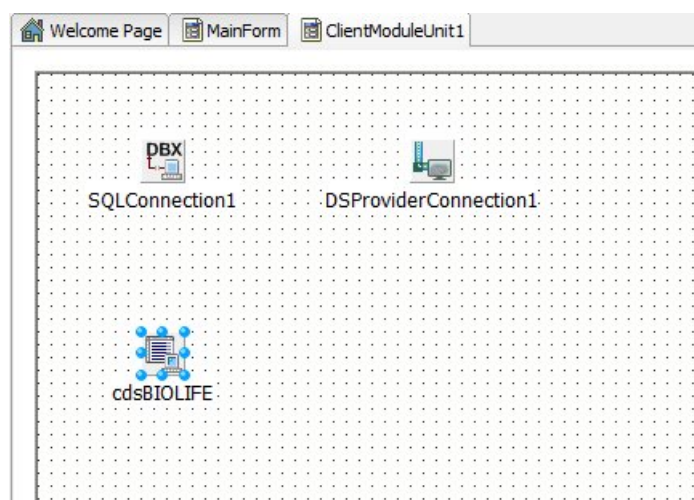 Welcome Page MainForm ClientModuleUnit1
DBX
SQLConnection1 DSProviderConnection1
cdsBIOLIFE